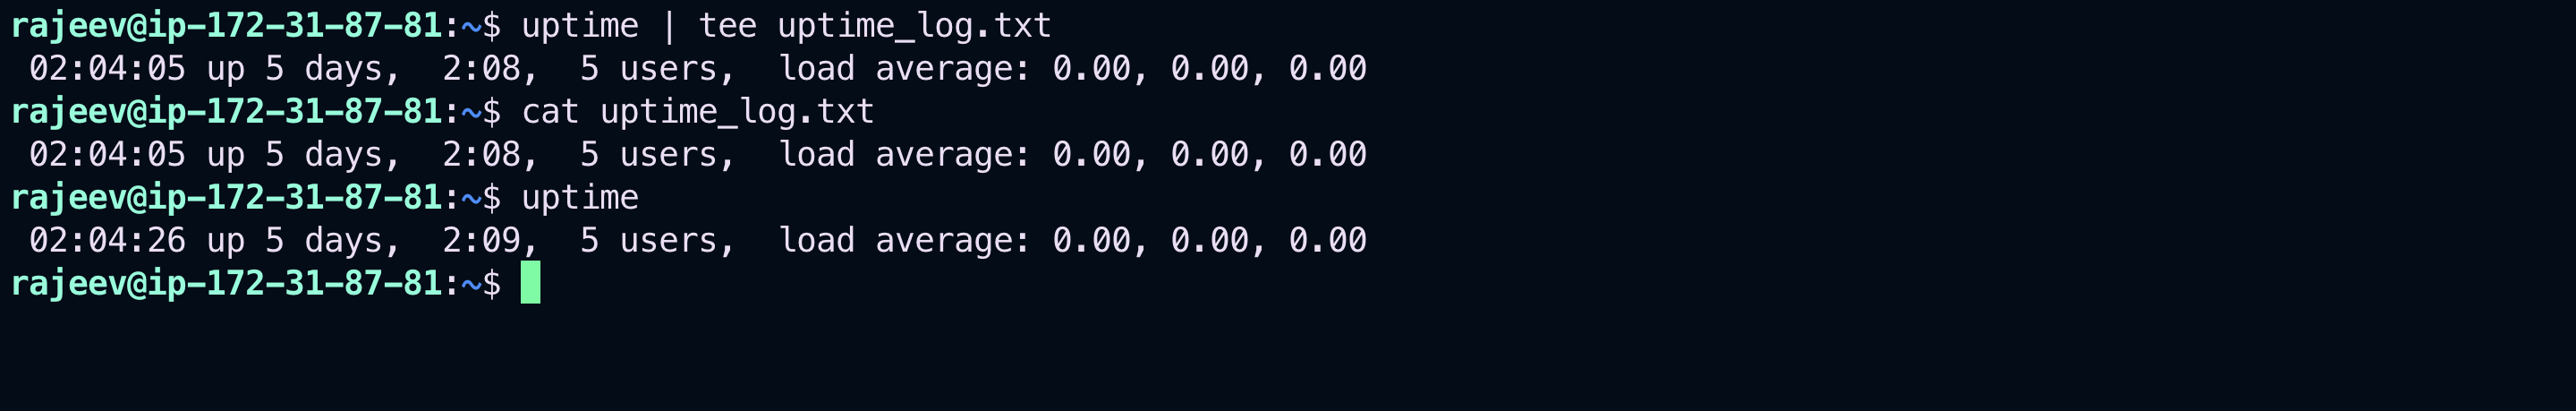 rajeev@ip-172-31-87-81:~$ uptime | tee uptime_log.txt
 02:04:05 up 5 days,  2:08,  5 users,  load average: 0.00, 0.00, 0.00
rajeev@ip-172-31-87-81:~$ cat uptime_log.txt
 02:04:05 up 5 days,  2:08,  5 users,  load average: 0.00, 0.00, 0.00
rajeev@ip-172-31-87-81:~$ uptime
 02:04:26 up 5 days,  2:09,  5 users,  load average: 0.00, 0.00, 0.00
rajeev@ip-172-31-87-81:~$